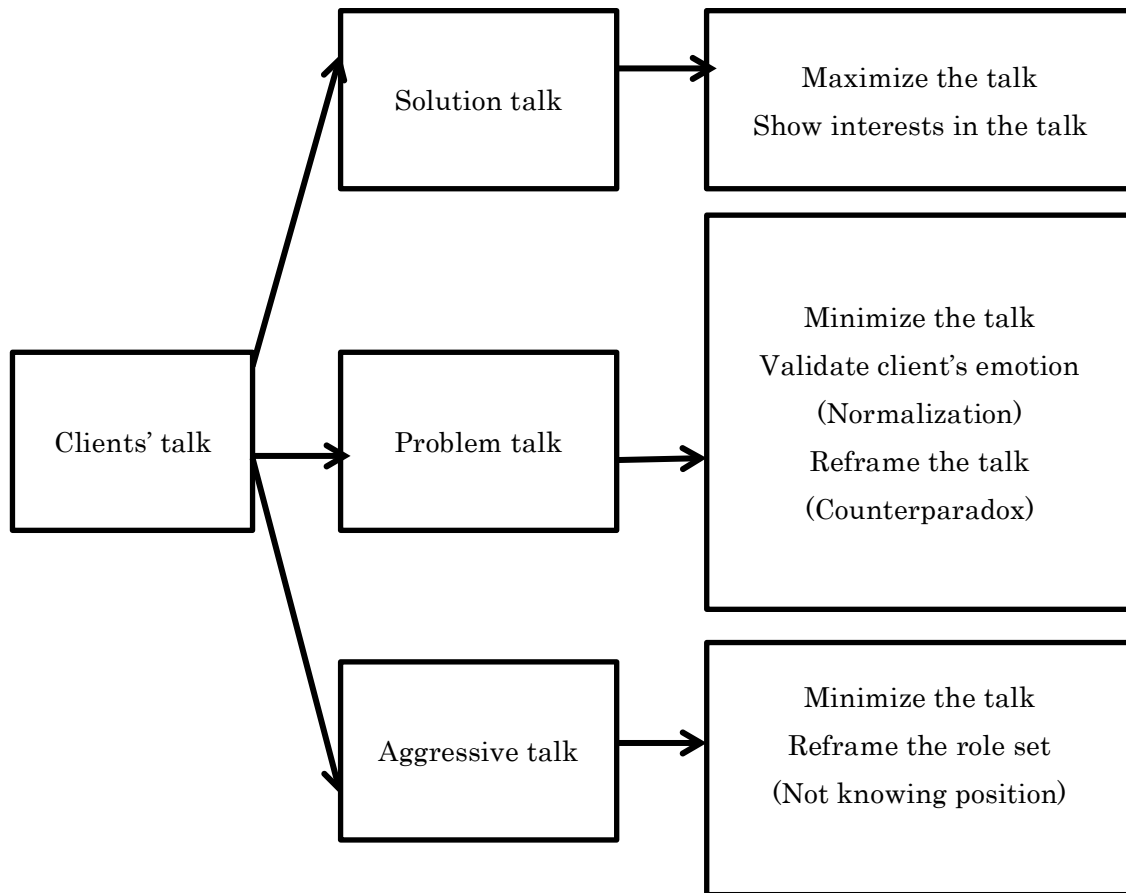 Solution talk
Maximize the talk
Show interests in the talk
Clients’ talk
Problem talk
Minimize the talk
Validate client’s emotion
(Normalization)
Reframe the talk
(Counterparadox)
Aggressive talk
Minimize the talk
Reframe the role set
(Not knowing position)